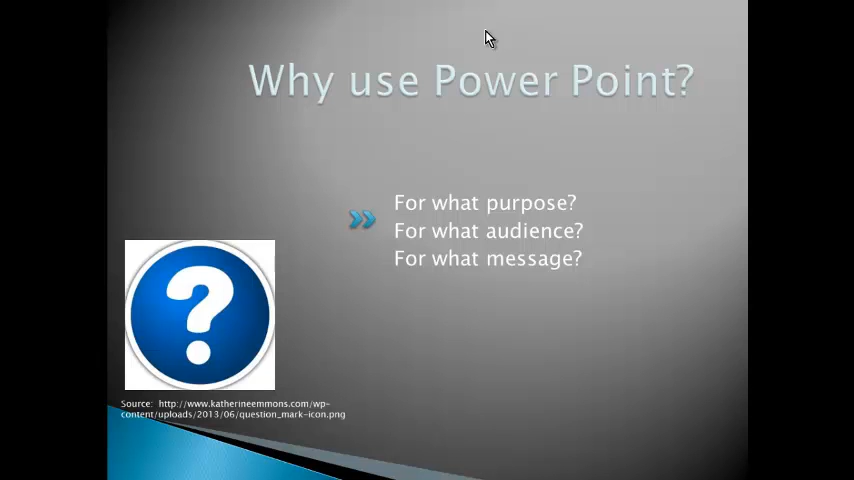 Why use Power Point?
For what purpose?
For what audience?
For what message?
Source: http://www.katherineemmons.com/wp-
content/uploads/2013/06/question_mark-icon.png